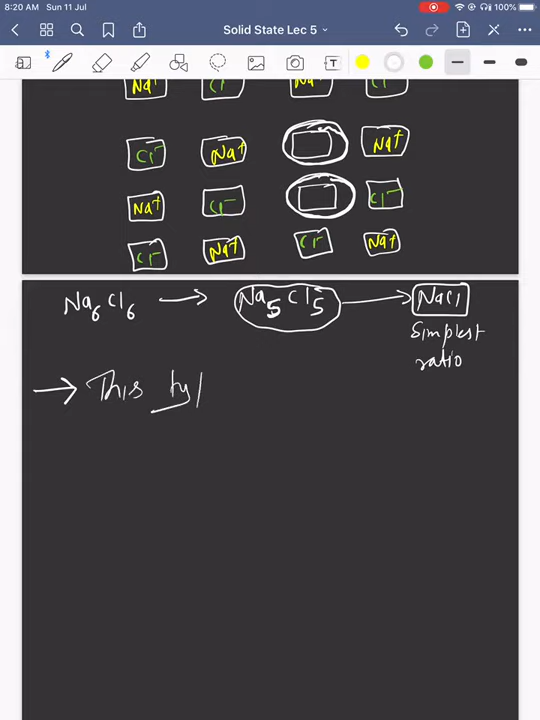 8:20 AM Sun 11 Jul
100%
Solid State Lec 5
T
Na+ Cl- Na+ Cl-
Cl- Na+ Na+
Na+ Cl- Cl-
Cl- Na+ Cl- Na+
Na6Cl6 → Na5Cl5 → NaCl
Simplest
ratio
→ This